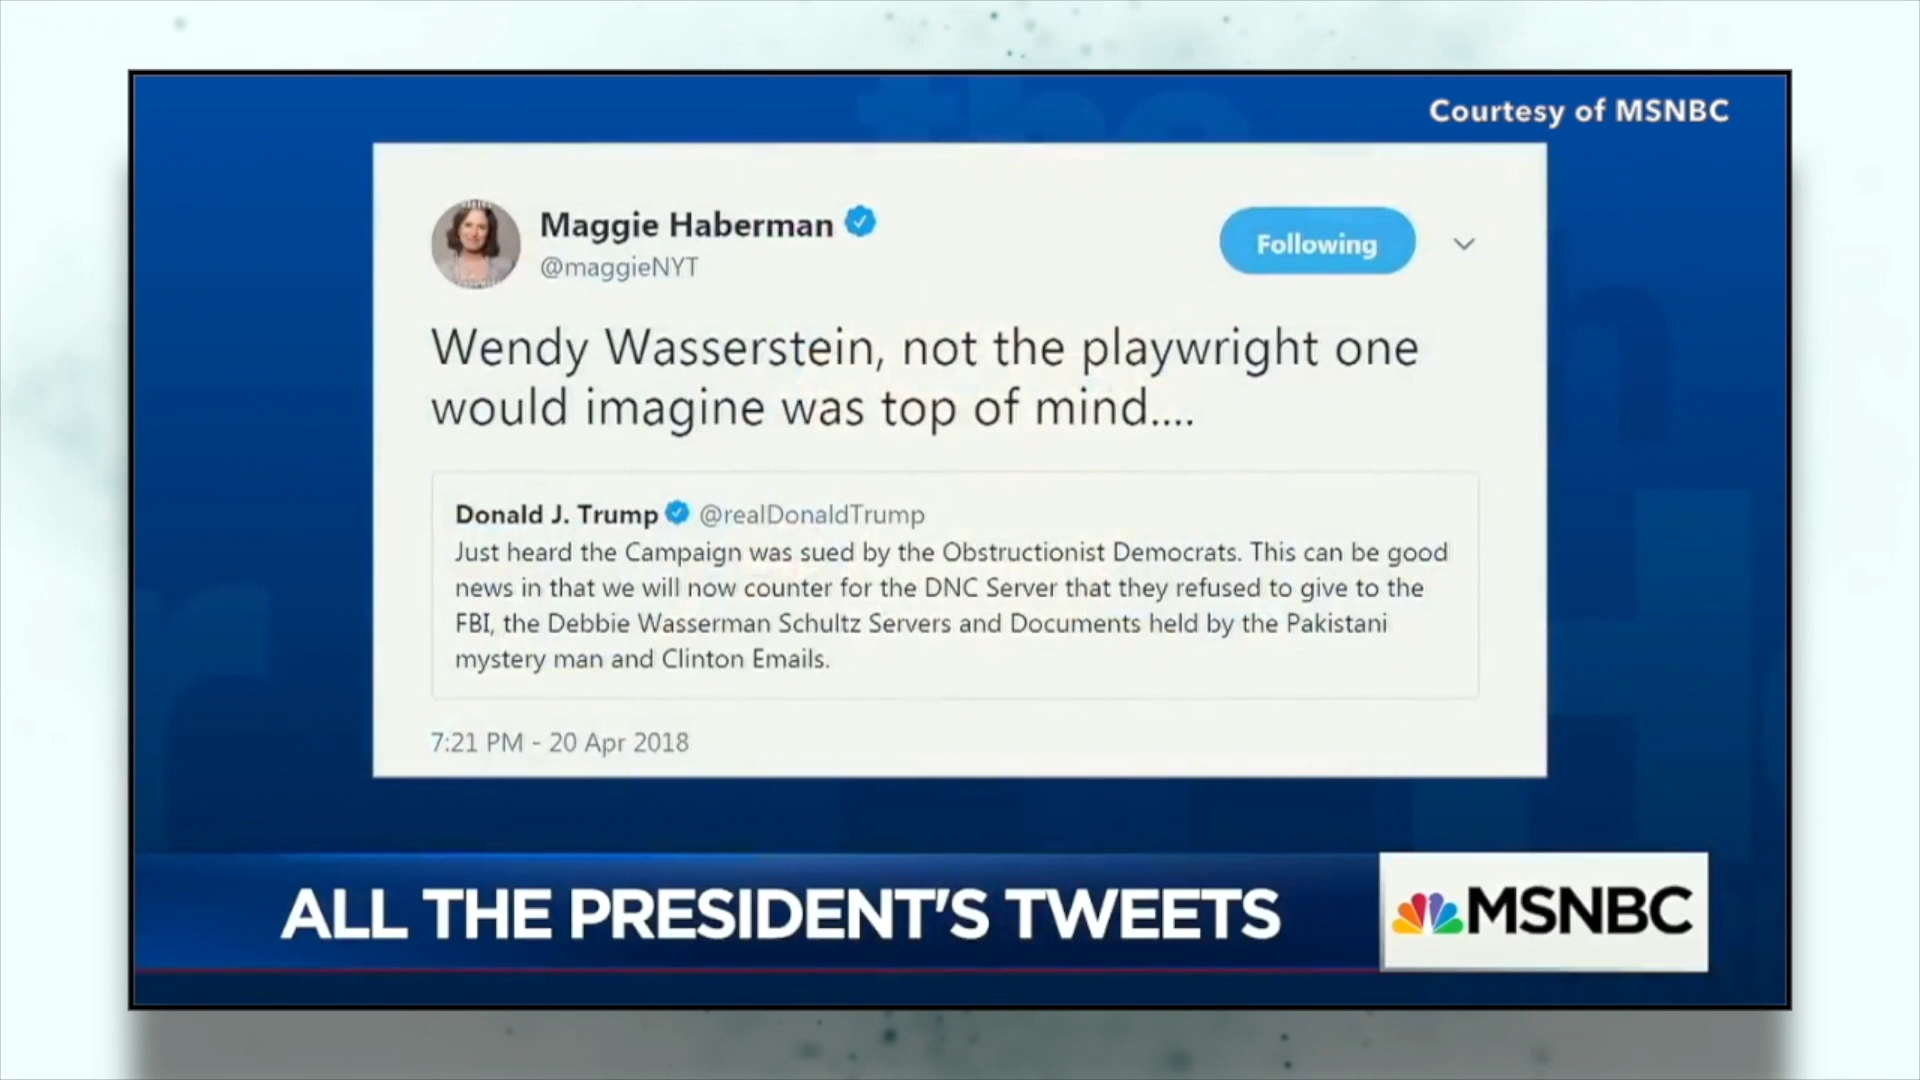 Courtesy of MSNBC
Maggie Haberman
@maggieNYT
Following
Wendy Wasserstein, not the playwright one
would imagine was top of mind....
Donald J. Trump @realDonaldTrump
Just heard the Campaign was sued by the Obstructionist Democrats. This can be good
news in that we will now counter for the DNC Server that they refused to give to the
FBI, the Debbie Wasserman Schultz Servers and Documents held by the Pakistani
mystery man and Clinton Emails.
7:21 PM - 20 Apr 2018
ALL THE PRESIDENT'S TWEETS
MSNBC